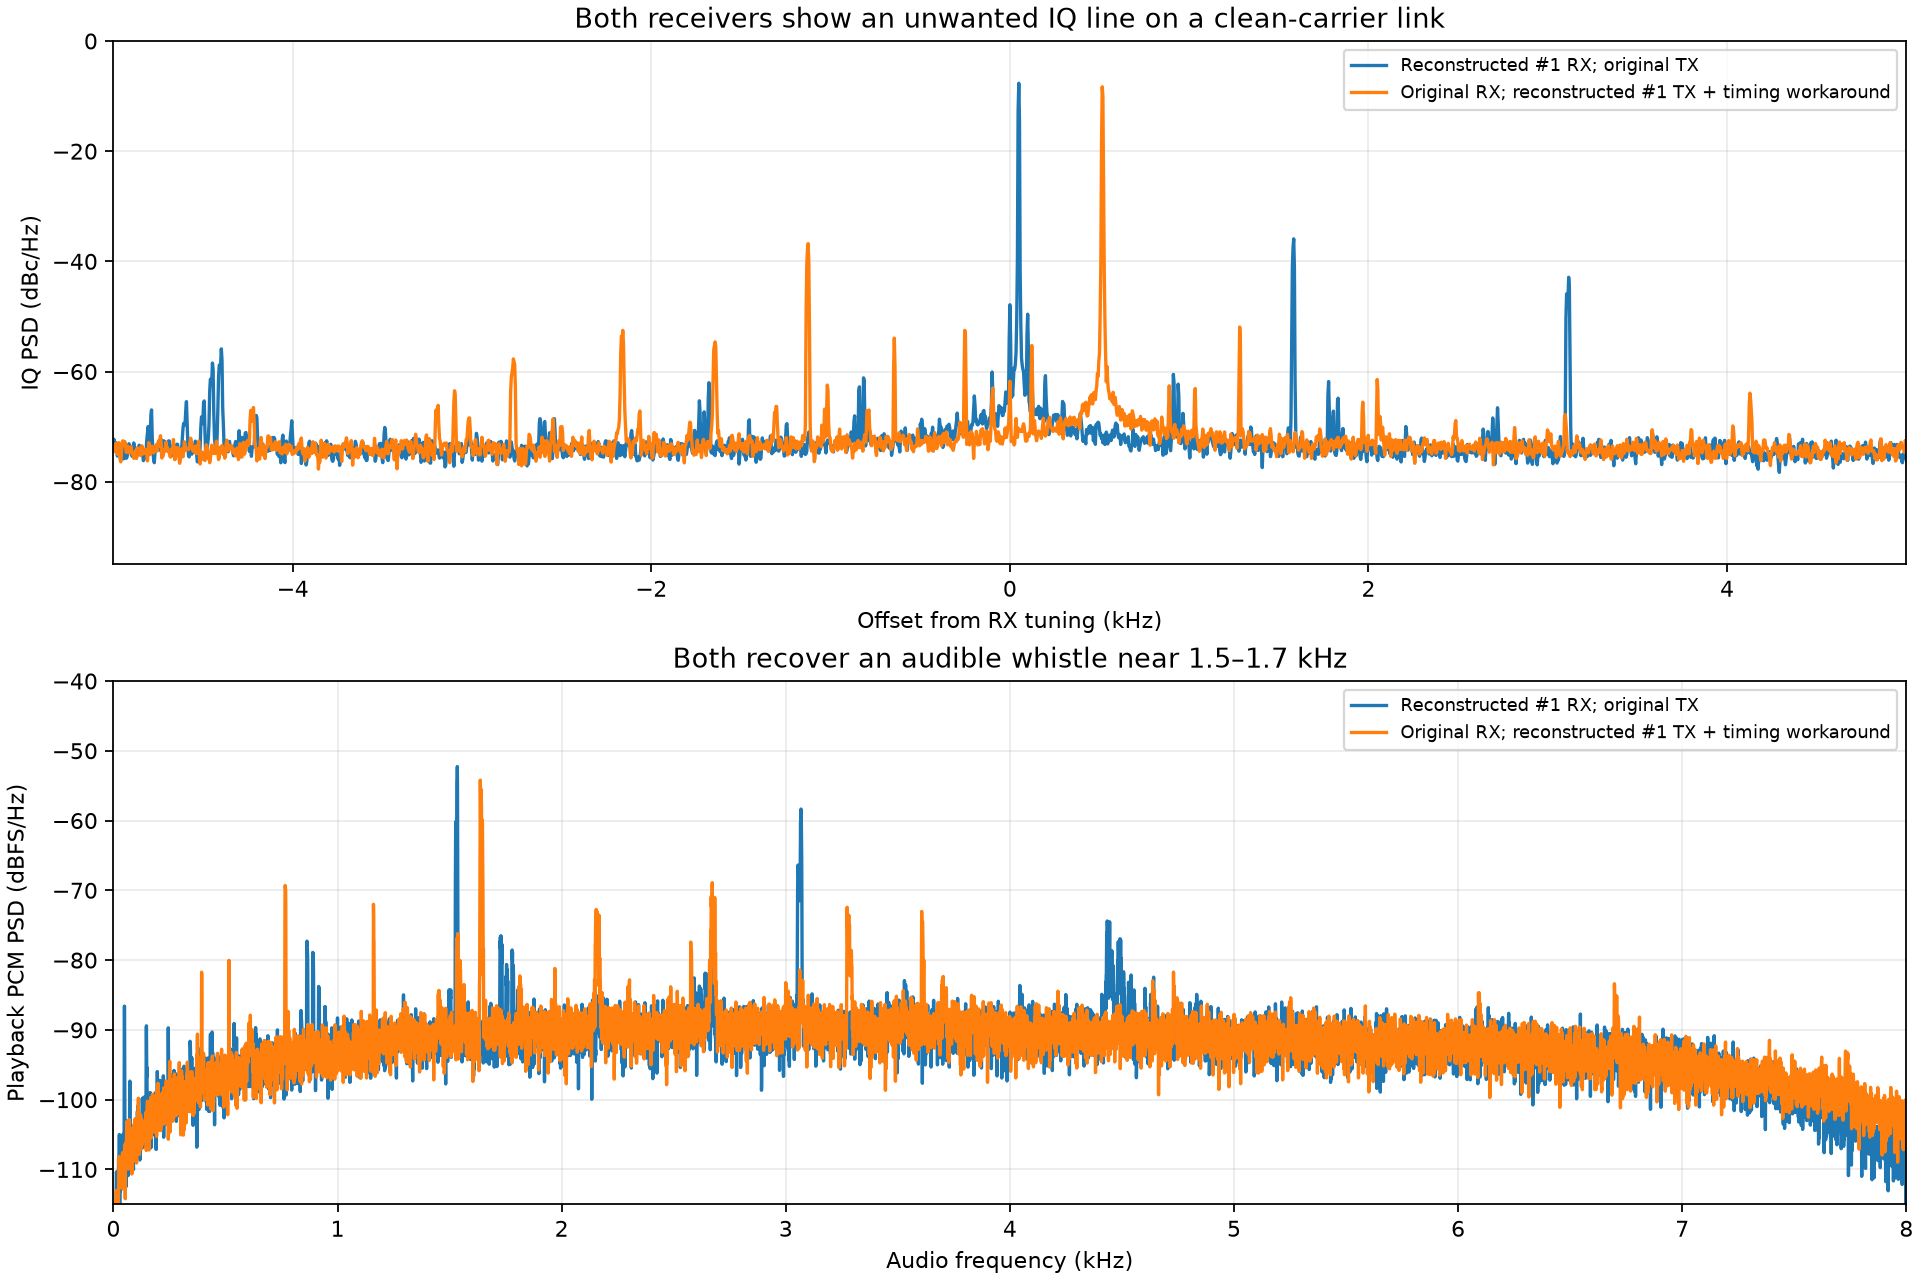 Both receivers show an unwanted IQ line on a clean-carrier link
Reconstructed #1 RX; original TX
Original RX; reconstructed #1 TX + timing workaround
IQ PSD (dBc/Hz)
0
−20
−40
−60
−80
−4
−2
0
2
4
Offset from RX tuning (kHz)
Both recover an audible whistle near 1.5–1.7 kHz
Reconstructed #1 RX; original TX
Original RX; reconstructed #1 TX + timing workaround
Playback PCM PSD (dBFS/Hz)
−40
−50
−60
−70
−80
−90
−100
−110
0
1
2
3
4
5
6
7
8
Audio frequency (kHz)